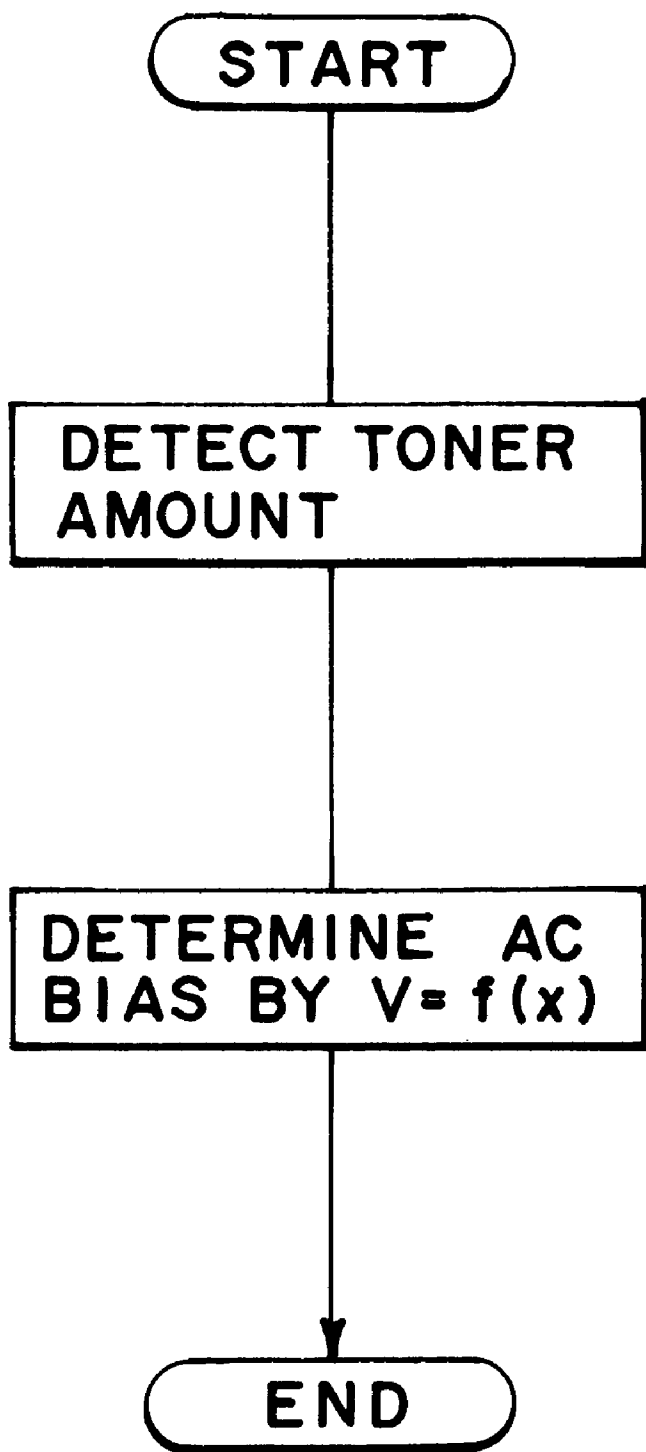 START
DETECT TONER
AMOUNT
DETERMINE AC
BIAS BY V=f(x)
END